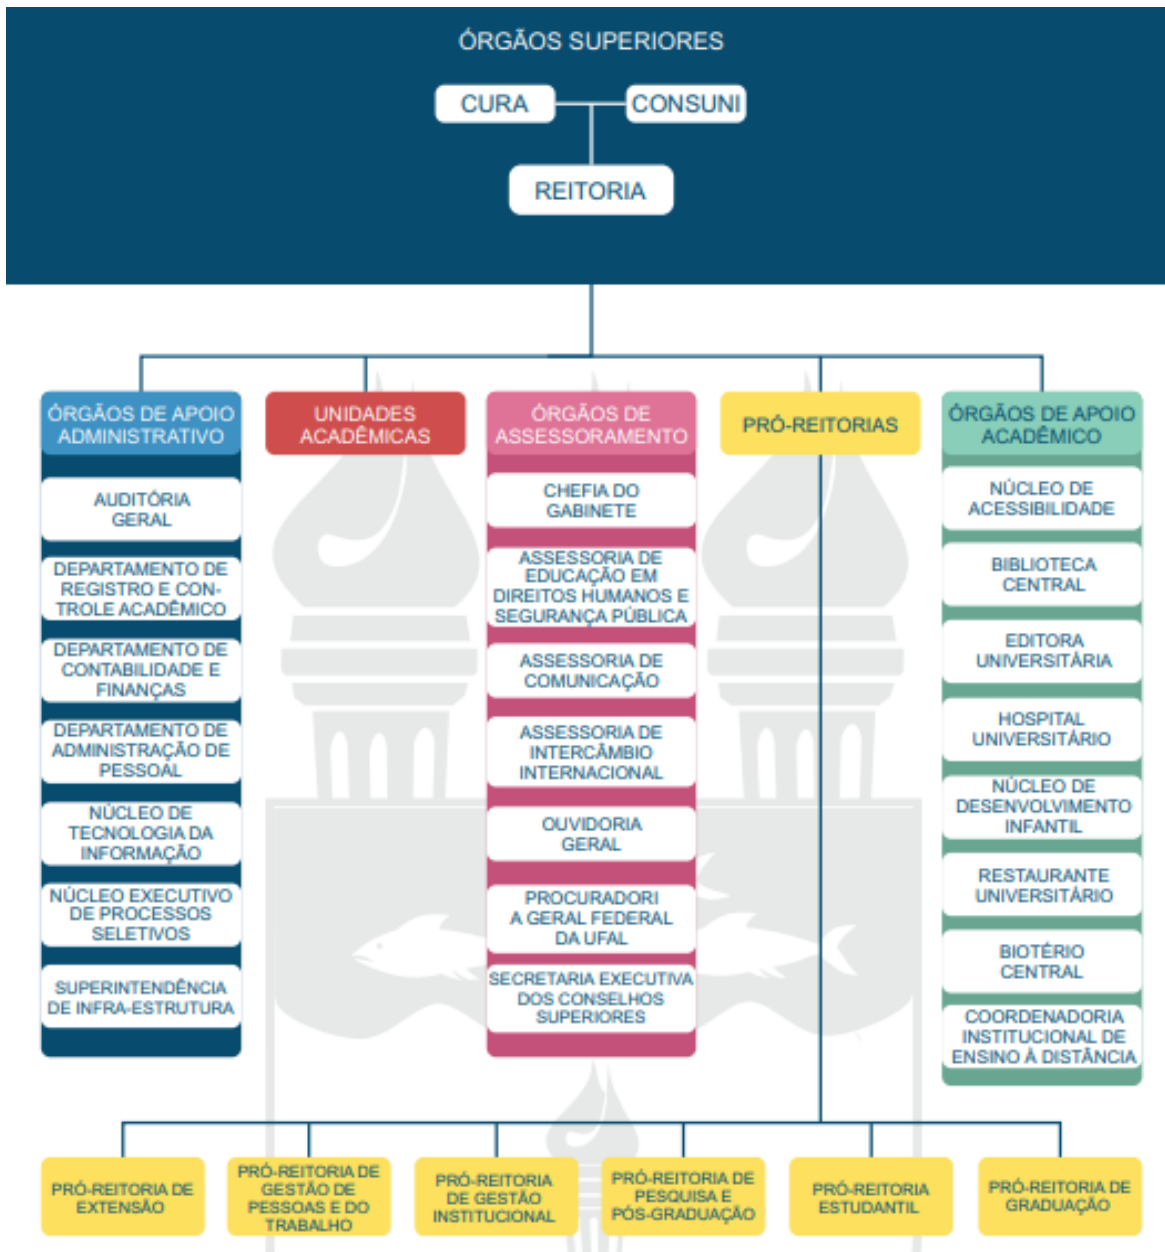 ÓRGÃOS SUPERIORES
CURA
CONSUNI
REITORIA
ÓRGÃOS DE APOIO
ADMINISTRATIVO
AUDITÓRIA
GERAL
DEPARTAMENTO DE
REGISTRO E CON-
TROLE ACADÊMICO
DEPARTAMENTO DE
CONTABILIDADE E
FINANÇAS
DEPARTAMENTO DE
ADMINISTRAÇÃO DE
PESSOAL
NÚCLEO DE
TECNOLOGIA DA
INFORMAÇÃO
NÚCLEO EXECUTIVO
DE PROCESSOS
SELETIVOS
SUPERINTENDÊNCIA
DE INFRA-ESTRUTURA
UNIDADES
ACADÊMICAS
ÓRGÃOS DE
ASSESSORAMENTO
CHEFIA DO
GABINETE
ASSESSORIA DE
EDUCAÇÃO EM
DIREITOS HUMANOS E
SEGURANÇA PÚBLICA
ASSESSORIA DE
COMUNICAÇÃO
ASSESSORIA DE
INTERCÂMBIO
INTERNACIONAL
OUVIDORIA
GERAL
PROCURADORI
A GERAL FEDERAL
DA UFAL
SECRETARIA EXECUTIVA
DOS CONSELHOS
SUPERIORES
PRÓ-REITORIAS
ÓRGÃOS DE APOIO
ACADÊMICO
NÚCLEO DE
ACESSIBILIDADE
BIBLIOTECA
CENTRAL
EDITORA
UNIVERSITÁRIA
HOSPITAL
UNIVERSITÁRIO
NÚCLEO DE
DESENVOLVIMENTO
INFANTIL
RESTAURANTE
UNIVERSITÁRIO
BIOTÉRIO
CENTRAL
COORDENADORIA
INSTITUCIONAL DE
ENSINO À DISTÂNCIA
PRÓ-REITORIA DE
EXTENSÃO
PRÓ-REITORIA DE
GESTÃO DE
PESSOAS E DO
TRABALHO
PRÓ-REITORIA
DE GESTÃO
INSTITUCIONAL
PRÓ-REITORIA DE
PESQUISA E
PÓS-GRADUAÇÃO
PRÓ-REITORIA
ESTUDANTIL
PRÓ-REITORIA DE
GRADUAÇÃO